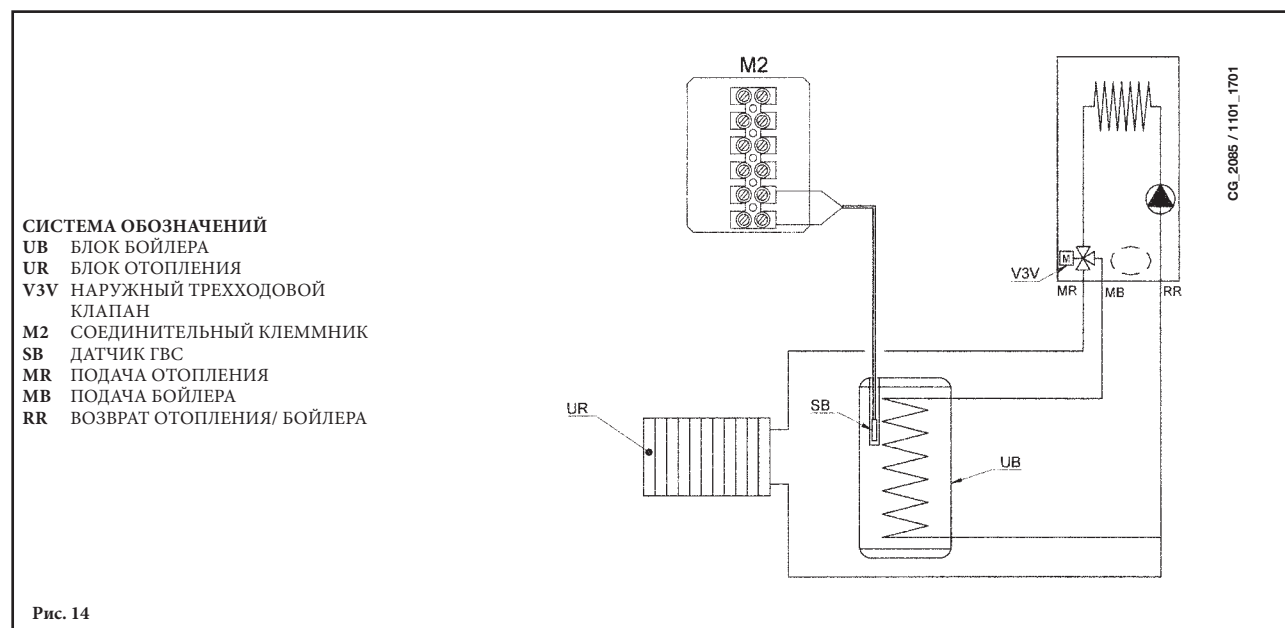 M2
CG_2085 / 1101_1701
СИСТЕМА ОБОЗНАЧЕНИЙ
UB БЛОК БОЙЛЕРА
UR БЛОК ОТОПЛЕНИЯ
V3V НАРУЖНЫЙ ТРЕХХОДОВОЙ
КЛАПАН
M2 СОЕДИНИТЕЛЬНЫЙ КЛЕММНИК
SB ДАТЧИК ГВС
MR ПОДАЧА ОТОПЛЕНИЯ
MB ПОДАЧА БОЙЛЕРА
RR ВОЗВРАТ ОТОПЛЕНИЯ/ БОЙЛЕРА
M
V3V
MR
MB
RR
UR
SB
UB
Рис. 14